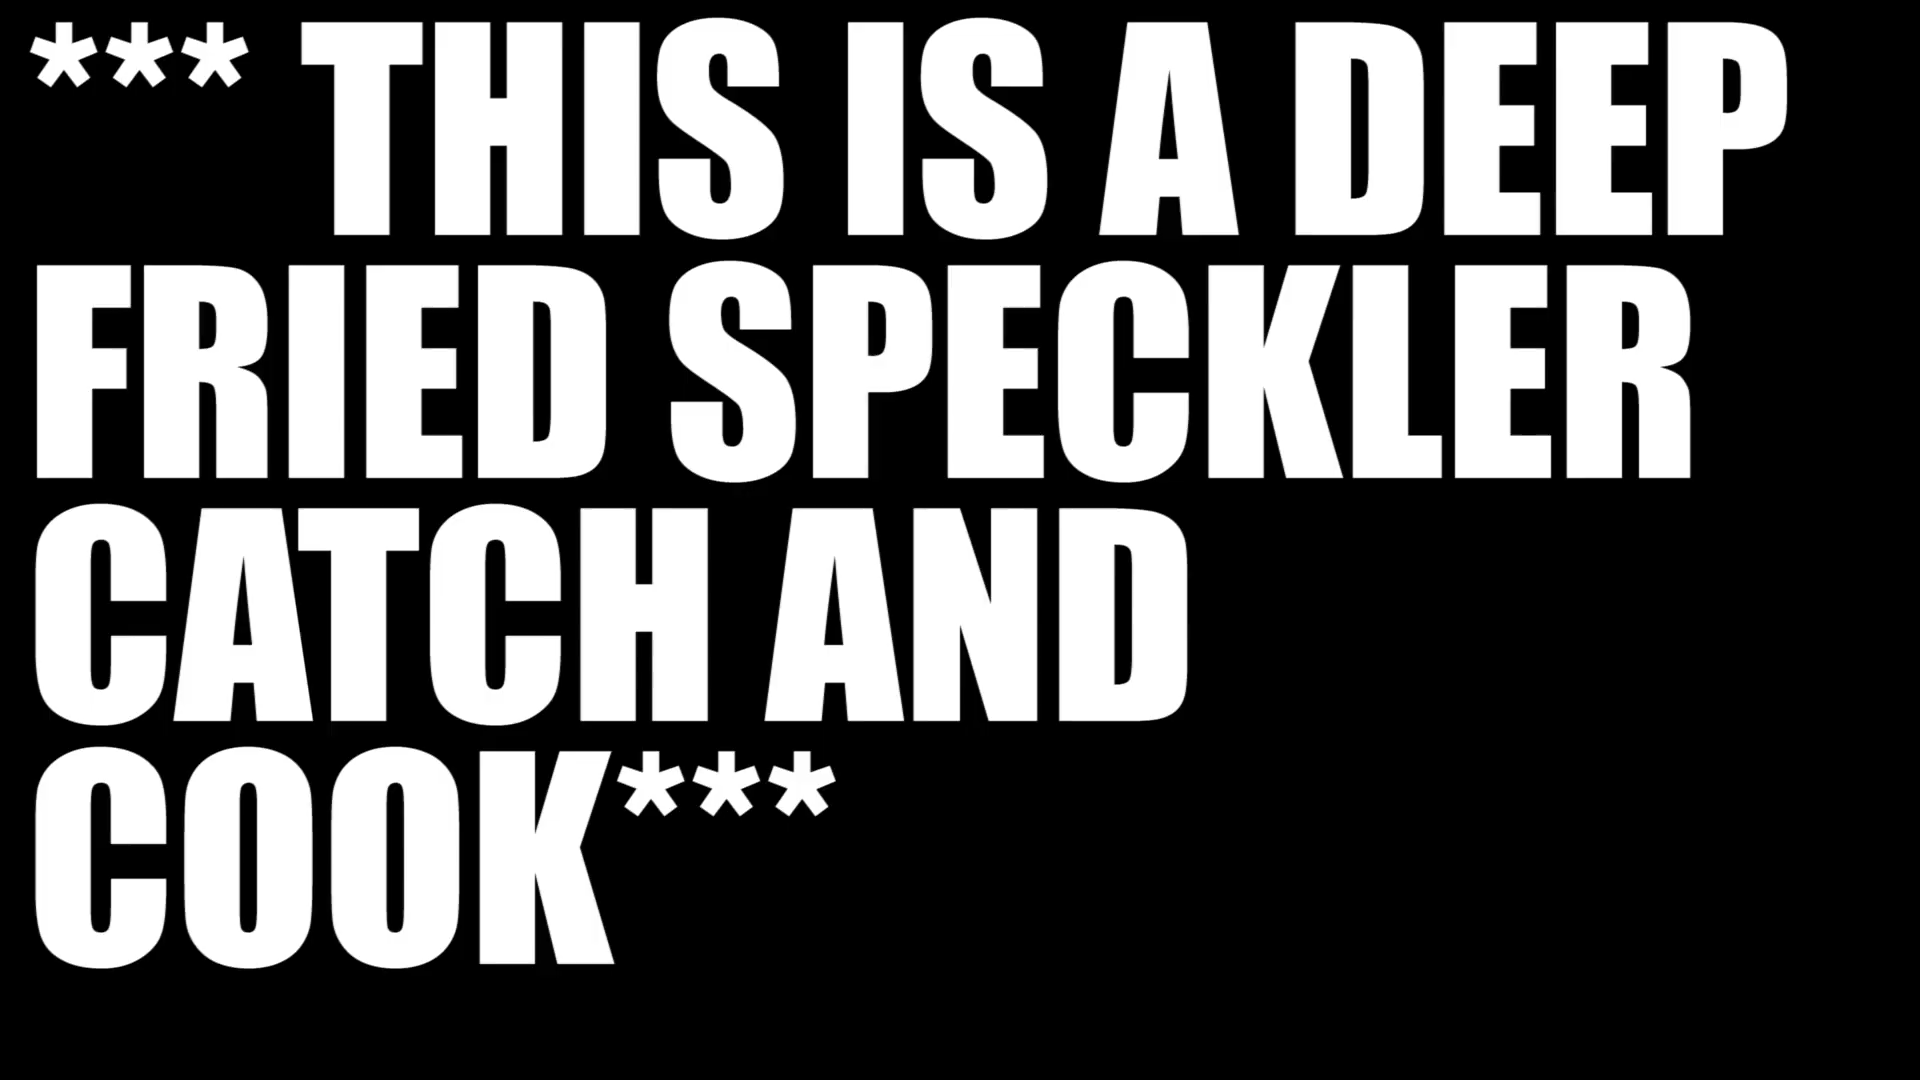 *** THIS IS A DEEP
FRIED SPECKLER
CATCH AND
COOK***